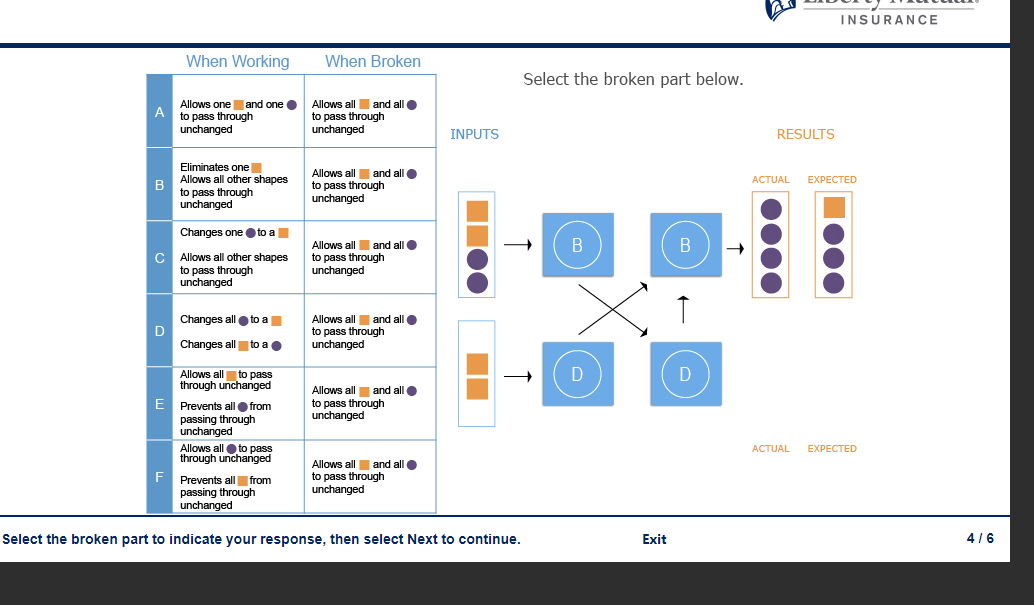 Liberty Mutual.
INSURANCE
When Working When Broken
A
Allows one and one
to pass through
unchanged
Allows all and all
to pass through
unchanged
B
Eliminates one
Allows all other shapes
to pass through
unchanged
Allows all and all
to pass through
unchanged
C
Changes one to a
Allows all other shapes
to pass through
unchanged
Allows all and all
to pass through
unchanged
D
Changes all to a
Changes all to a
Allows all and all
to pass through
unchanged
E
Allows all to pass
through unchanged
Prevents all from
passing through
unchanged
Allows all and all
to pass through
unchanged
F
Allows all to pass
through unchanged
Prevents all from
passing through
unchanged
Allows all and all
to pass through
unchanged
Select the broken part below.
INPUTS
RESULTS
ACTUAL EXPECTED
B B
D D
ACTUAL EXPECTED
Select the broken part to indicate your response, then select Next to continue.
Exit
4 / 6